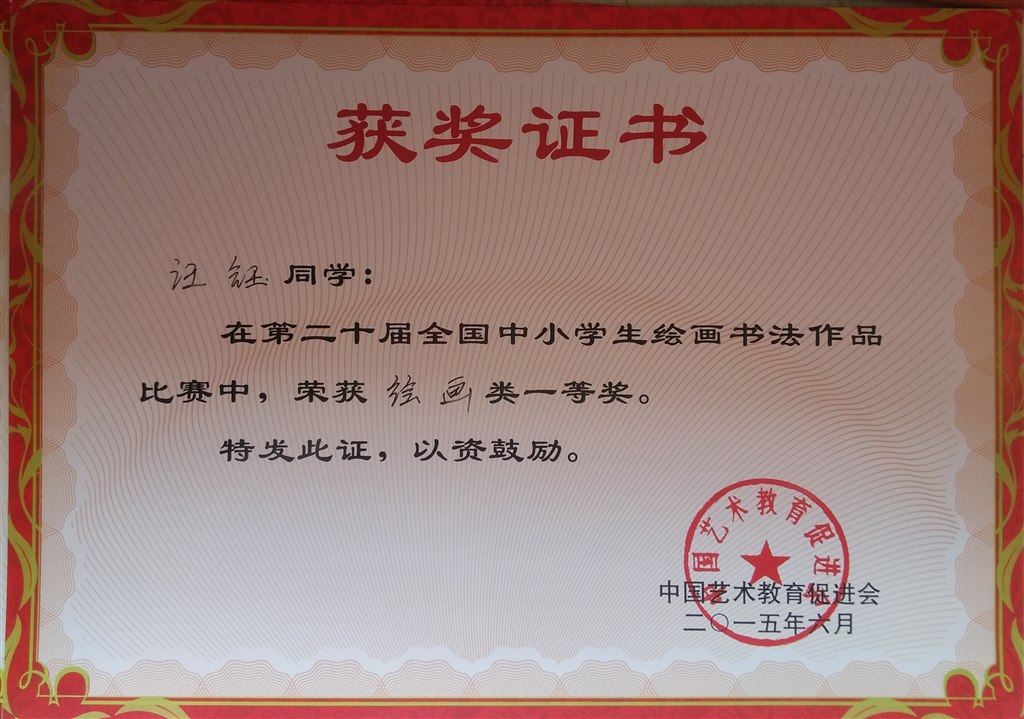 获奖证书
汪钰同学：
在第二十届全国中小学生绘画书法作品
比赛中，荣获绘画类一等奖。
特发此证，以资鼓励。
中国艺术教育促进会
中国艺术教育促进会
二〇一五年六月